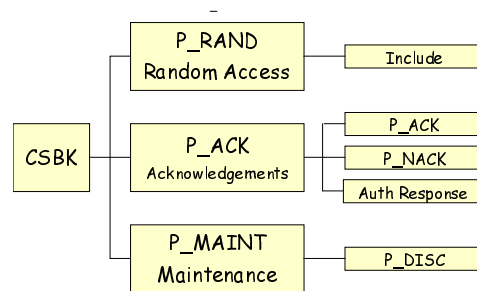 P_RAND
Random Access
Include
CSBK
P_ACK
Acknowledgements
P_ACK
P_NACK
Auth Response
P_MAINT
Maintenance
P_DISC